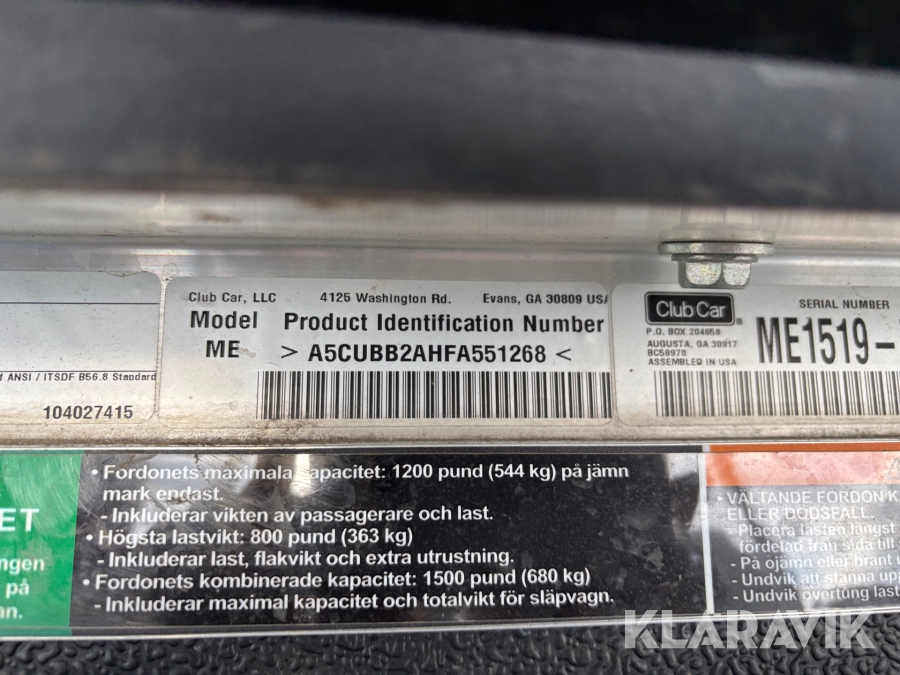 Club Car, LLC 4125 Washington Rd. Evans, GA 30809 USA
Model Product Identification Number
ME > A5CUBB2AHFA551268 <
ANSI / ITSDF B56.8 Standard
104027415
Club Car®
P.O. BOX 204658
AUGUSTA, GA 30917
BC56978
ASSEMBLED IN USA
SERIAL NUMBER
ME1519-
ET
ngen
på
an.
• Fordonets maximala kapacitet: 1200 pund (544 kg) på jämn
mark endast.
- Inkluderar vikten av passagerare och last.
• Högsta lastvikt: 800 pund (363 kg)
- Inkluderar last, flakvikt och extra utrustning.
• Fordonets kombinerade kapacitet: 1500 pund (680 kg)
- Inkluderar maximal kapacitet och totalvikt för släpvagn.
• VÄLTANDE FORDON K
ELLER DÖDSFALL.
- Placera lasten längst
fördelad från sida till
- På ojämn eller brant u
- Undvik att stanna upp
- Undvik overtung last
KLARAVIK